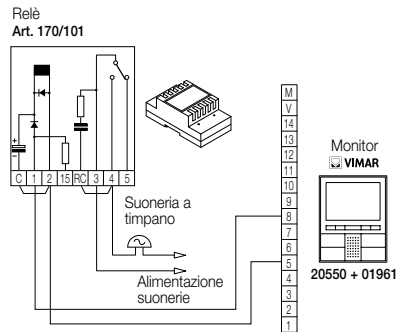 Relè
Art. 170/101
C 1 2 15 RC 3 4 5
Suoneria a
timpano
Alimentazione
suonerie
M
V
14
13
12
11
10
9
8
7
6
5
4
3
2
1
Monitor
VIMAR
20550 + 01961